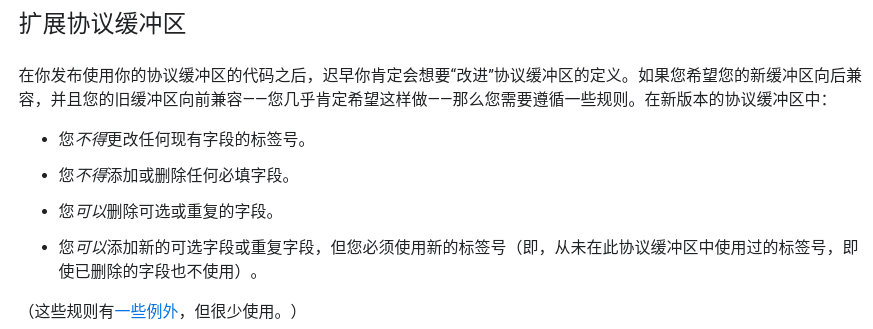 扩展协议缓冲区
在你发布使用你的协议缓冲区的代码之后，迟早你肯定会想要“改进”协议缓冲区的定义。如果您希望您的新缓冲区向后兼
容，并且您的旧缓冲区向前兼容——您几乎肯定希望这样做——那么您需要遵循一些规则。在新版本的协议缓冲区中：
• 您不得更改任何现有字段的标签号。
• 您不得添加或删除任何必填字段。
• 您可以删除可选或重复的字段。
• 您可以添加新的可选字段或重复字段，但您必须使用新的标签号（即，从未在此协议缓冲区中使用过的标签号，即
使已删除的字段也不使用）。
（这些规则有一些例外，但很少使用。）